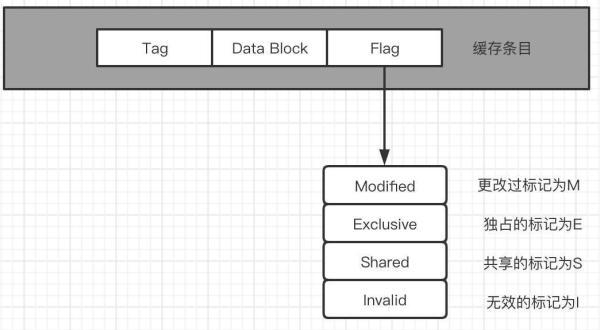 Tag Data Block Flag 缓存条目
Modified 更改过标记为M
Exclusive 独占的标记为E
Shared 共享的标记为S
Invalid 无效的标记为I